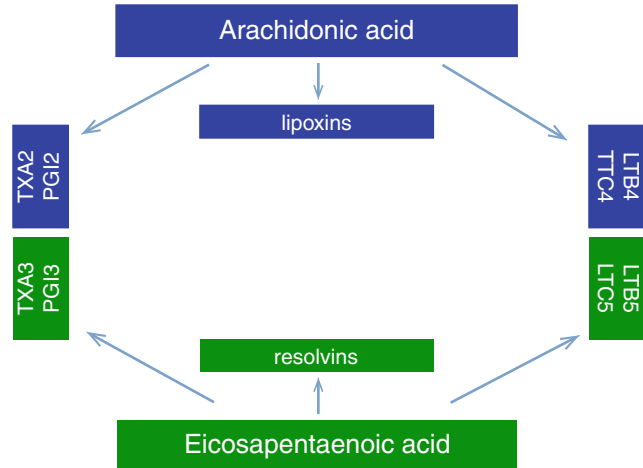 Arachidonic acid
lipoxins
TXA2
PGI2
LTB4
TTC4
TXA3
PGI3
LTB5
LTC5
resolvins
Eicosapentaenoic acid